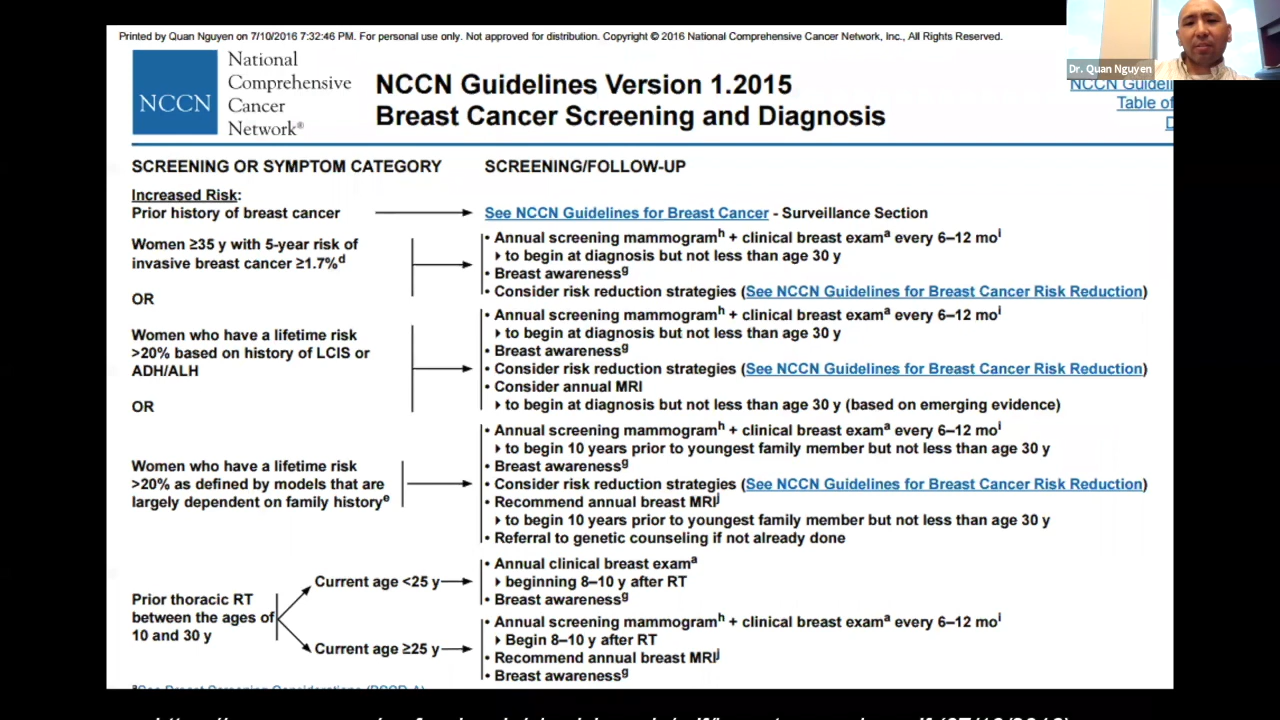 Printed by Quan Nguyen on 7/10/2016 7:32:46 PM. For personal use only. Not approved for distribution. Copyright © 2016 National Comprehensive Cancer Network, Inc., All Rights Reserved.
Dr. Quan Nguyen
NCCN
National
Comprehensive
Cancer
Network®
NCCN Guidelines Version 1.2015
Breast Cancer Screening and Diagnosis
NCCN
Table of
SCREENING OR SYMPTOM CATEGORY
SCREENING/FOLLOW-UP
Increased Risk:
Prior history of breast cancer
See NCCN Guidelines for Breast Cancer - Surveillance Section
Women ≥35 y with 5-year risk of
invasive breast cancer ≥1.7%d
• Annual screening mammogramh + clinical breast exama every 6–12 moi
‣ to begin at diagnosis but not less than age 30 y
• Breast awarenessg
• Consider risk reduction strategies (See NCCN Guidelines for Breast Cancer Risk Reduction)
OR
Women who have a lifetime risk
>20% based on history of LCIS or
ADH/ALH
• Annual screening mammogramh + clinical breast exama every 6–12 moi
‣ to begin at diagnosis but not less than age 30 y
• Breast awarenessg
• Consider risk reduction strategies (See NCCN Guidelines for Breast Cancer Risk Reduction)
• Consider annual MRI
‣ to begin at diagnosis but not less than age 30 y (based on emerging evidence)
OR
Women who have a lifetime risk
>20% as defined by models that are
largely dependent on family historye
• Annual screening mammogramh + clinical breast exama every 6–12 moi
‣ to begin 10 years prior to youngest family member but not less than age 30 y
• Breast awarenessg
• Consider risk reduction strategies (See NCCN Guidelines for Breast Cancer Risk Reduction)
• Recommend annual breast MRIj
‣ to begin 10 years prior to youngest family member but not less than age 30 y
• Referral to genetic counseling if not already done
Prior thoracic RT
between the ages of
10 and 30 y
Current age <25 y
• Annual clinical breast exama
‣ beginning 8–10 y after RT
• Breast awarenessg
Current age ≥25 y
• Annual screening mammogramh + clinical breast exama every 6–12 moi
‣ Begin 8–10 y after RT
• Recommend annual breast MRIj
• Breast awarenessg